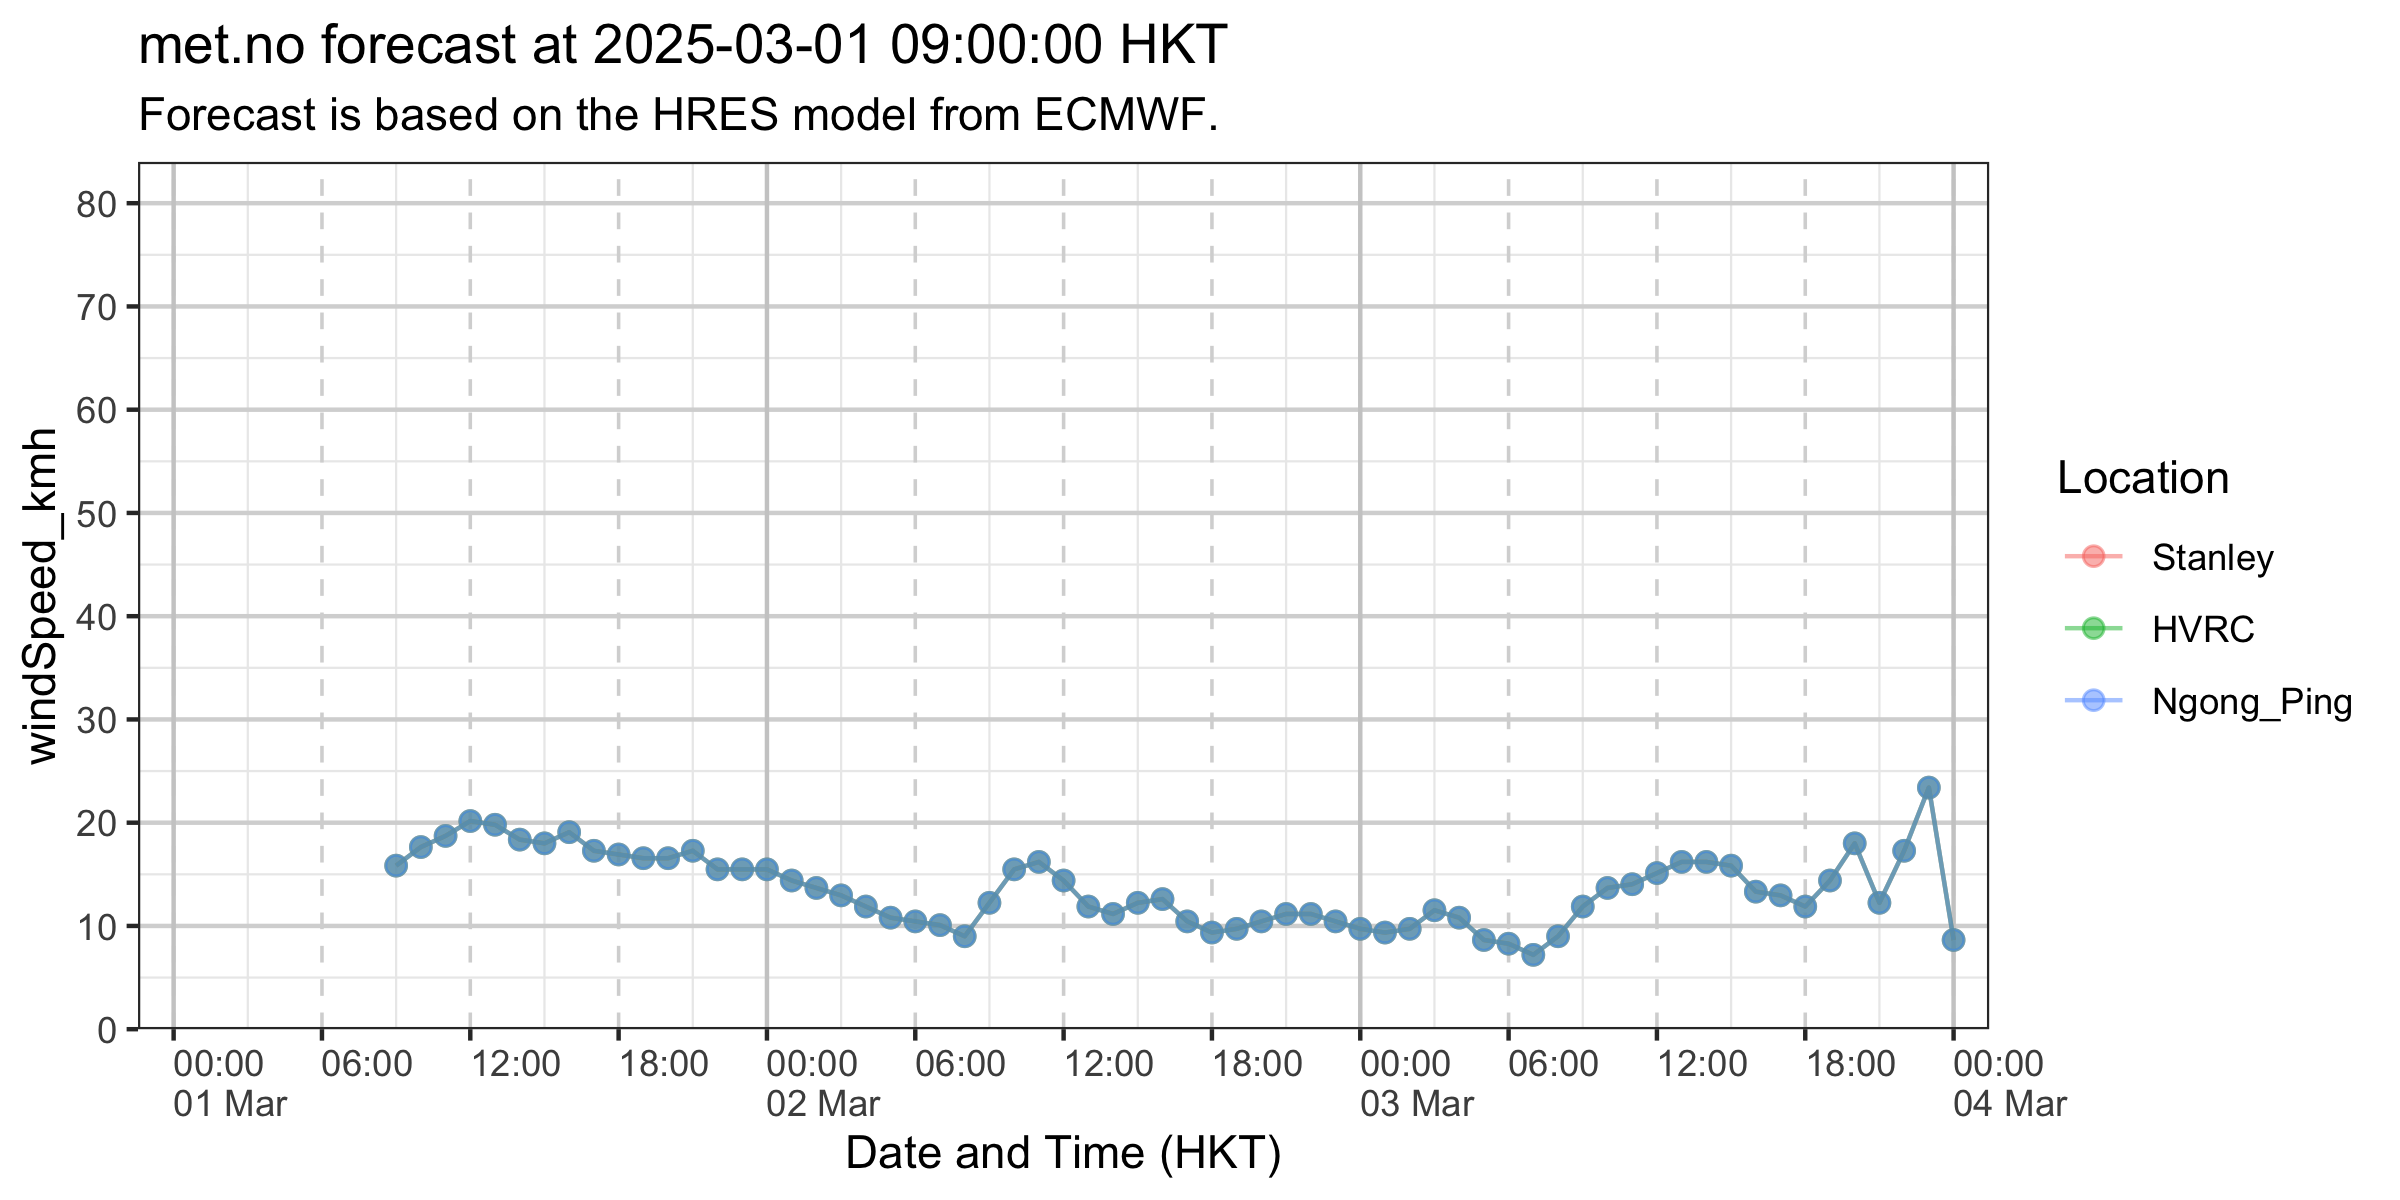 met.no forecast at 2025-03-01 09:00:00 HKT
Forecast is based on the HRES model from ECMWF.
windSpeed_kmh
80
70
60
50
40
30
20
10
0
00:00 06:00 12:00 18:00 00:00 06:00 12:00 18:00 00:00 06:00 12:00 18:00 00:00
01 Mar 02 Mar 03 Mar 04 Mar
Date and Time (HKT)
Location
Stanley
HVRC
Ngong_Ping